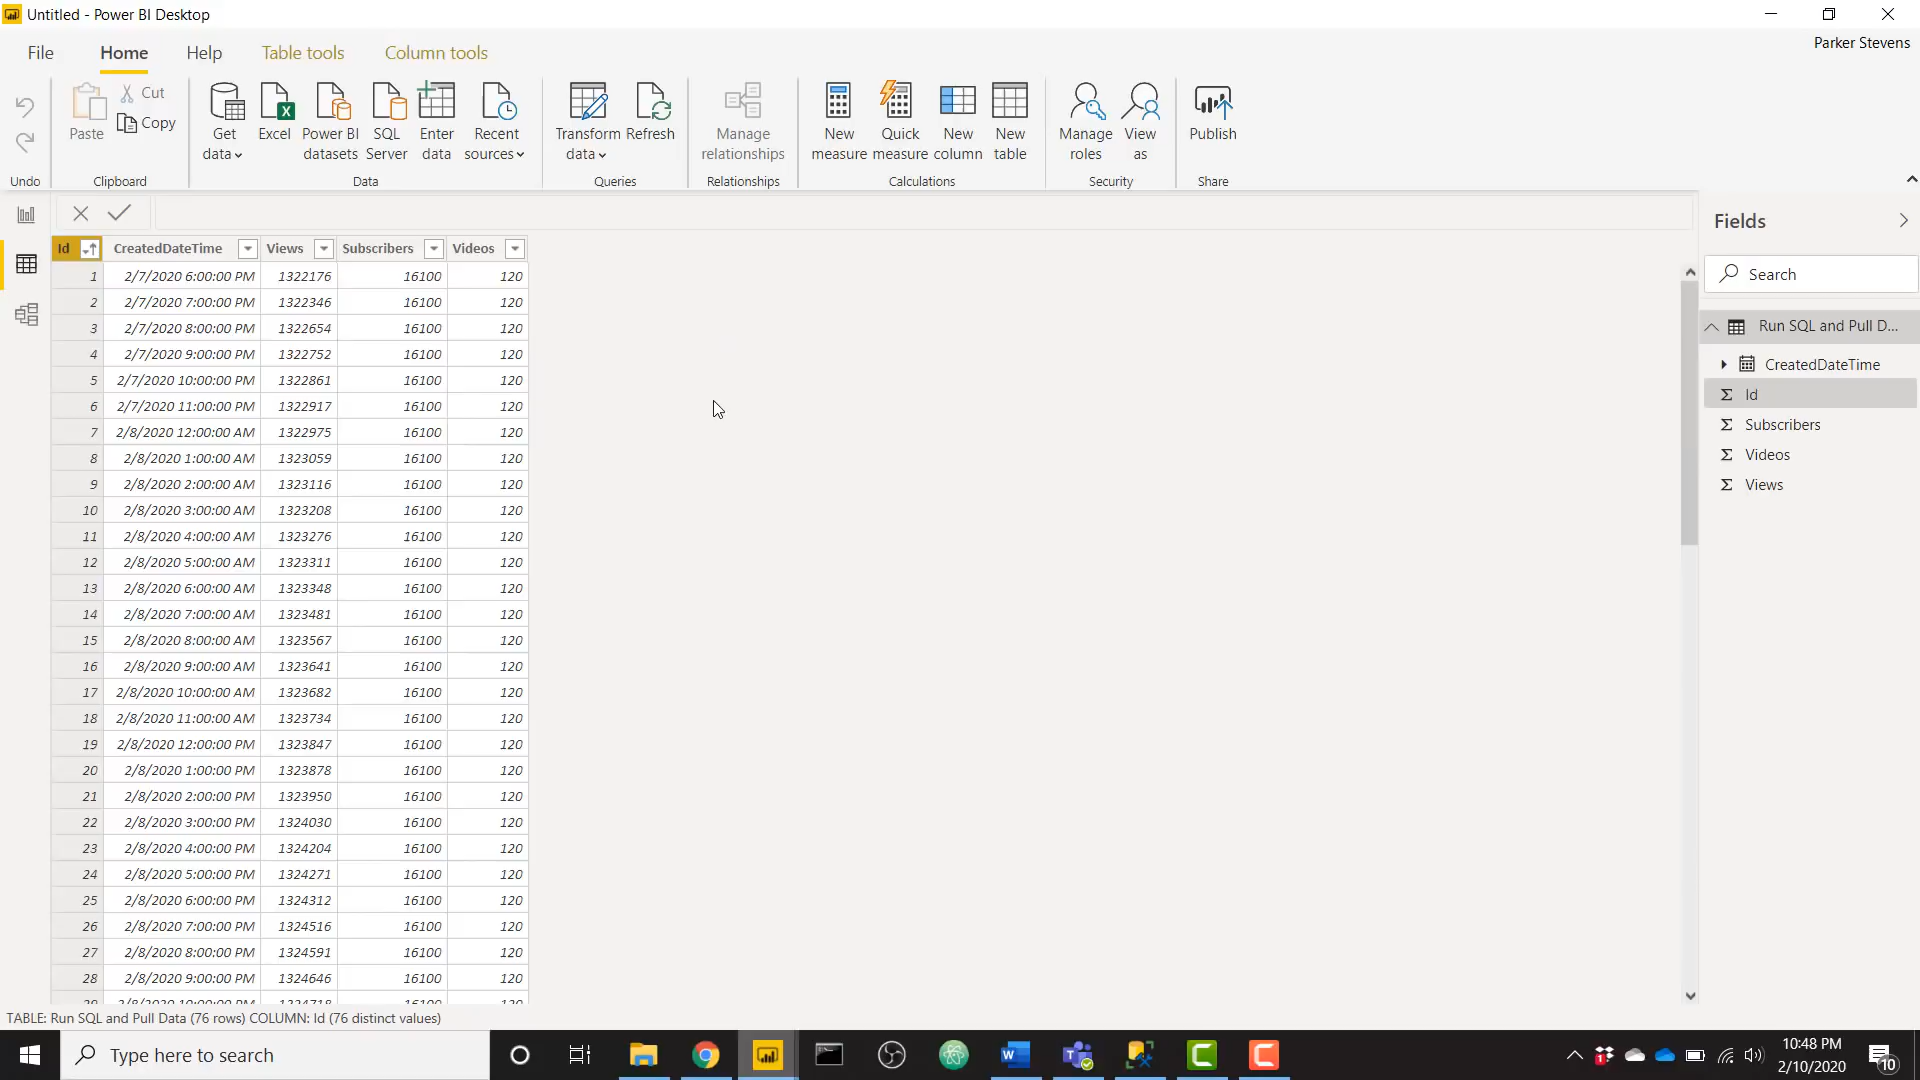 Untitled - Power BI Desktop
Parker Stevens
File Home Help Table tools Column tools
Cut
Copy
Paste
Get data
Excel
Power BI datasets
SQL Server
Enter data
Recent sources
Transform data
Refresh
Manage relationships
New measure
Quick measure
New column
New table
Manage roles
View as
Publish
Undo Clipboard Data Queries Relationships Calculations Security Share
Id CreatedDateTime Views Subscribers Videos
1 2/7/2020 6:00:00 PM 1322176 16100 120
2 2/7/2020 7:00:00 PM 1322346 16100 120
3 2/7/2020 8:00:00 PM 1322654 16100 120
4 2/7/2020 9:00:00 PM 1322752 16100 120
5 2/7/2020 10:00:00 PM 1322861 16100 120
6 2/7/2020 11:00:00 PM 1322917 16100 120
7 2/8/2020 12:00:00 AM 1322975 16100 120
8 2/8/2020 1:00:00 AM 1323059 16100 120
9 2/8/2020 2:00:00 AM 1323116 16100 120
10 2/8/2020 3:00:00 AM 1323208 16100 120
11 2/8/2020 4:00:00 AM 1323276 16100 120
12 2/8/2020 5:00:00 AM 1323311 16100 120
13 2/8/2020 6:00:00 AM 1323348 16100 120
14 2/8/2020 7:00:00 AM 1323481 16100 120
15 2/8/2020 8:00:00 AM 1323567 16100 120
16 2/8/2020 9:00:00 AM 1323641 16100 120
17 2/8/2020 10:00:00 AM 1323682 16100 120
18 2/8/2020 11:00:00 AM 1323734 16100 120
19 2/8/2020 12:00:00 PM 1323847 16100 120
20 2/8/2020 1:00:00 PM 1323878 16100 120
21 2/8/2020 2:00:00 PM 1323950 16100 120
22 2/8/2020 3:00:00 PM 1324030 16100 120
23 2/8/2020 4:00:00 PM 1324204 16100 120
24 2/8/2020 5:00:00 PM 1324271 16100 120
25 2/8/2020 6:00:00 PM 1324312 16100 120
26 2/8/2020 7:00:00 PM 1324516 16100 120
27 2/8/2020 8:00:00 PM 1324591 16100 120
28 2/8/2020 9:00:00 PM 1324646 16100 120
Fields
Search
Run SQL and Pull D...
CreatedDateTime
Id
Subscribers
Videos
Views
TABLE: Run SQL and Pull Data (76 rows) COLUMN: Id (76 distinct values)
Type here to search
10:48 PM
2/10/2020
10